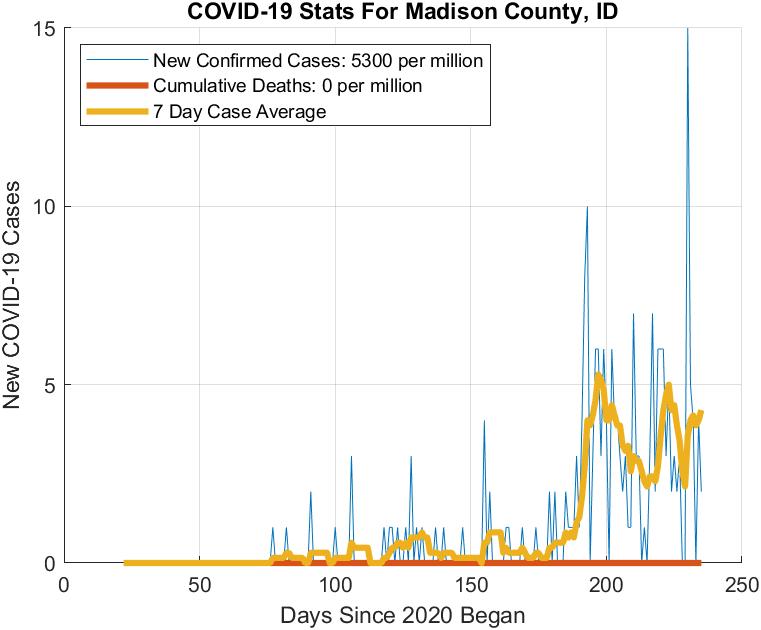 COVID-19 Stats For Madison County, ID
New Confirmed Cases: 5300 per million
Cumulative Deaths: 0 per million
7 Day Case Average
New COVID-19 Cases
15
10
5
0
0 50 100 150 200 250
Days Since 2020 Began